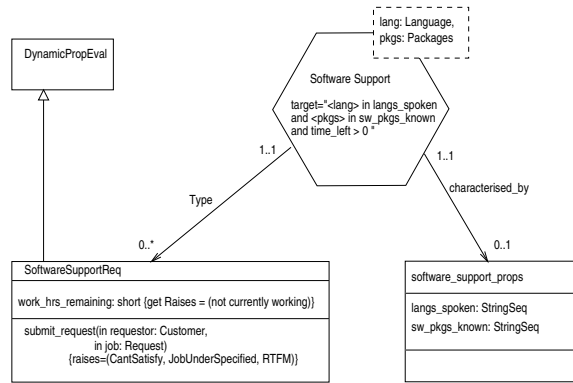 lang: Language,
pkgs: Packages
DynamicPropEval
Software Support
target="<lang> in langs_spoken
and <pkgs> in sw_pkgs_known
and time_left > 0 "
1..1
1..1
Type
characterised_by
0..*
0..1
SoftwareSupportReq
work_hrs_remaining: short {get Raises = (not currently working)}
submit_request(in requestor: Customer,
in job: Request)
{raises=(CantSatisfy, JobUnderSpecified, RTFM)}
software_support_props
langs_spoken: StringSeq
sw_pkgs_known: StringSeq